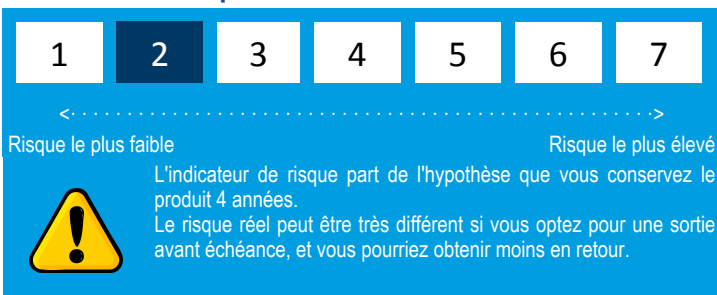 1 2 3 4 5 6 7
<· · · · · · · · · · · · · · · · · · · · · · · · · · · · · · · · · · · · · · · · · · · · · · · · · · · · ·>
Risque le plus faible Risque le plus élevé
L'indicateur de risque part de l'hypothèse que vous conservez le
produit 4 années.
Le risque réel peut être très différent si vous optez pour une sortie
avant échéance, et vous pourriez obtenir moins en retour.